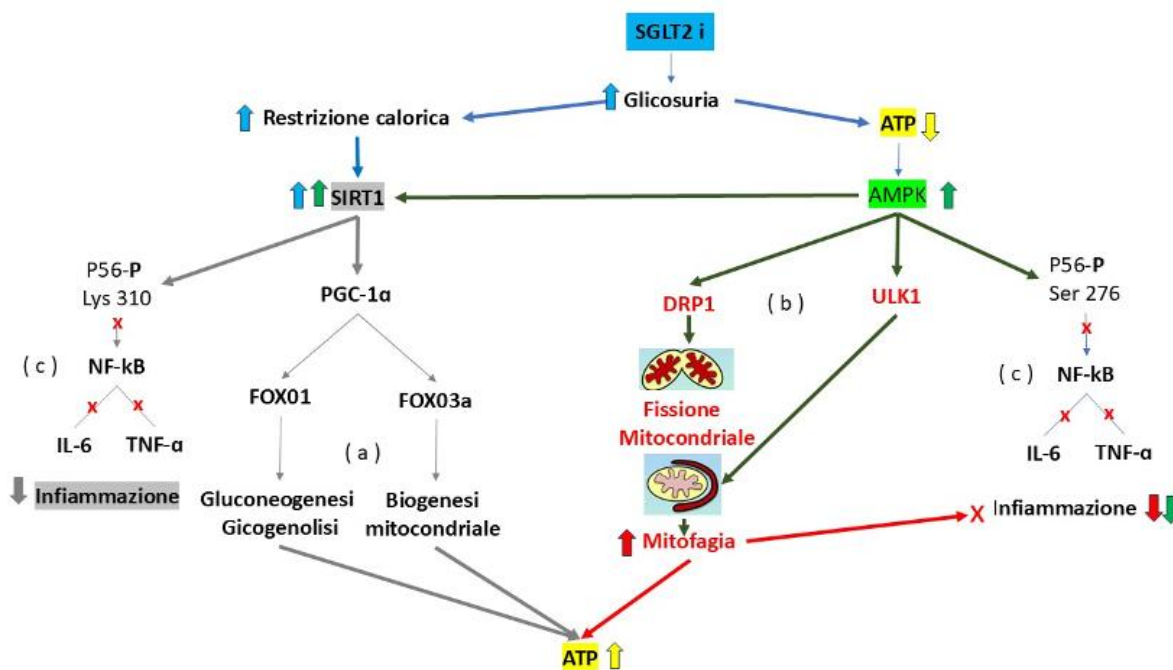 SGLT2 i
Glicosuria
Restrizione calorica
ATP
SIRT1
AMPK
P56-P
Lys 310
x
( c )
NF-kB
x x
IL-6 TNF-α
Infiammazione
PGC-1α
FOX01
FOX03a
( a )
Gluconeogenesi
Gicogenolisi
Biogenesi
mitocondriale
DRP1
( b )
ULK1
Fissione
Mitocondriale
Mitofagia
P56-P
Ser 276
x
( c )
NF-kB
x x
IL-6 TNF-α
X Infiammazione
ATP